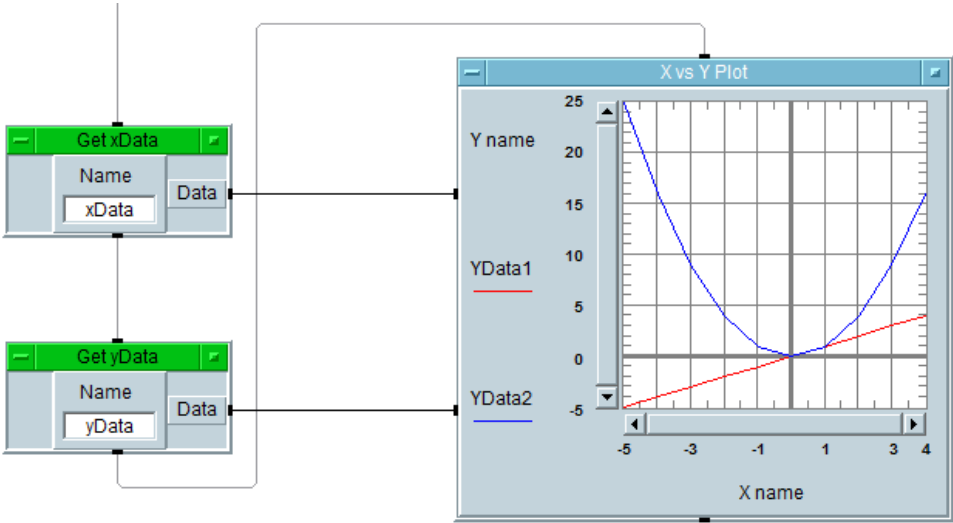 Get xData
Name
xData
Data
Get yData
Name
yData
Data
X vs Y Plot
Y name
YData1
YData2
25
20
15
10
5
0
-5
-5 -3 -1 1 3 4
X name